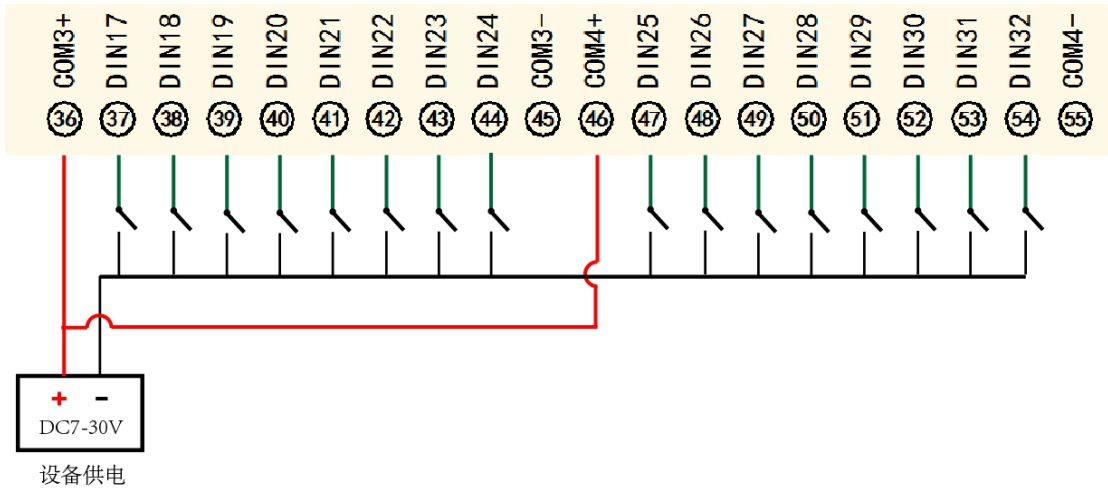 COM3+ DIN17 DIN18 DIN19 DIN20 DIN21 DIN22 DIN23 DIN24 COM3- COM4+ DIN25 DIN26 DIN27 DIN28 DIN29 DIN30 DIN31 DIN32 COM4-
36 37 38 39 40 41 42 43 44 45 46 47 48 49 50 51 52 53 54 55
+ -
DC7-30V
设备供电